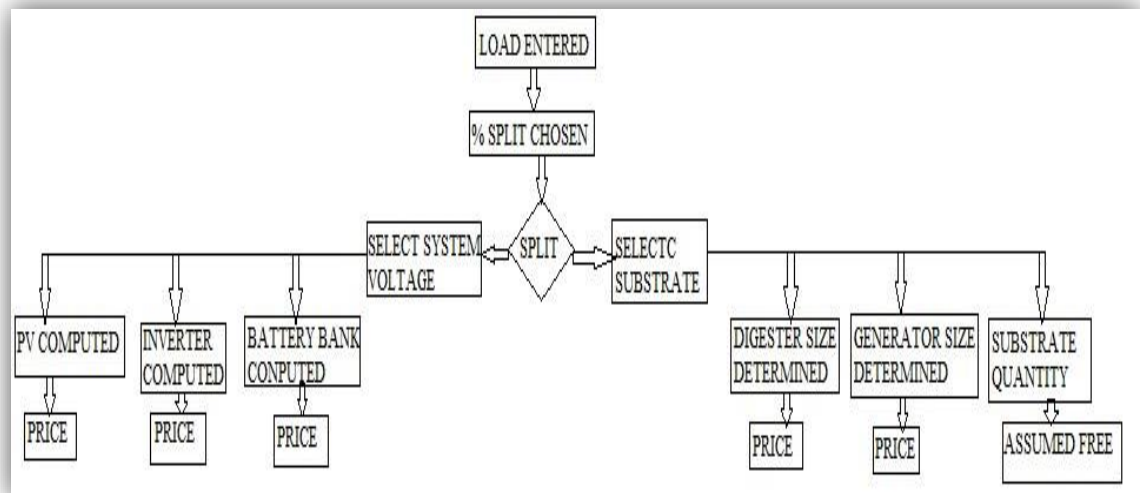 LOAD ENTERED
% SPLIT CHOSEN
SPLIT
SELECT SYSTEM
VOLTAGE
SELECTC
SUBSTRATE
PV COMPUTED
INVERTER
COMPUTED
BATTERY BANK
CONPUTED
DIGESTER SIZE
DETERMINED
GENERATOR SIZE
DETERMINED
SUBSTRATE
QUANTITY
PRICE
PRICE
PRICE
PRICE
PRICE
ASSUMED FREE